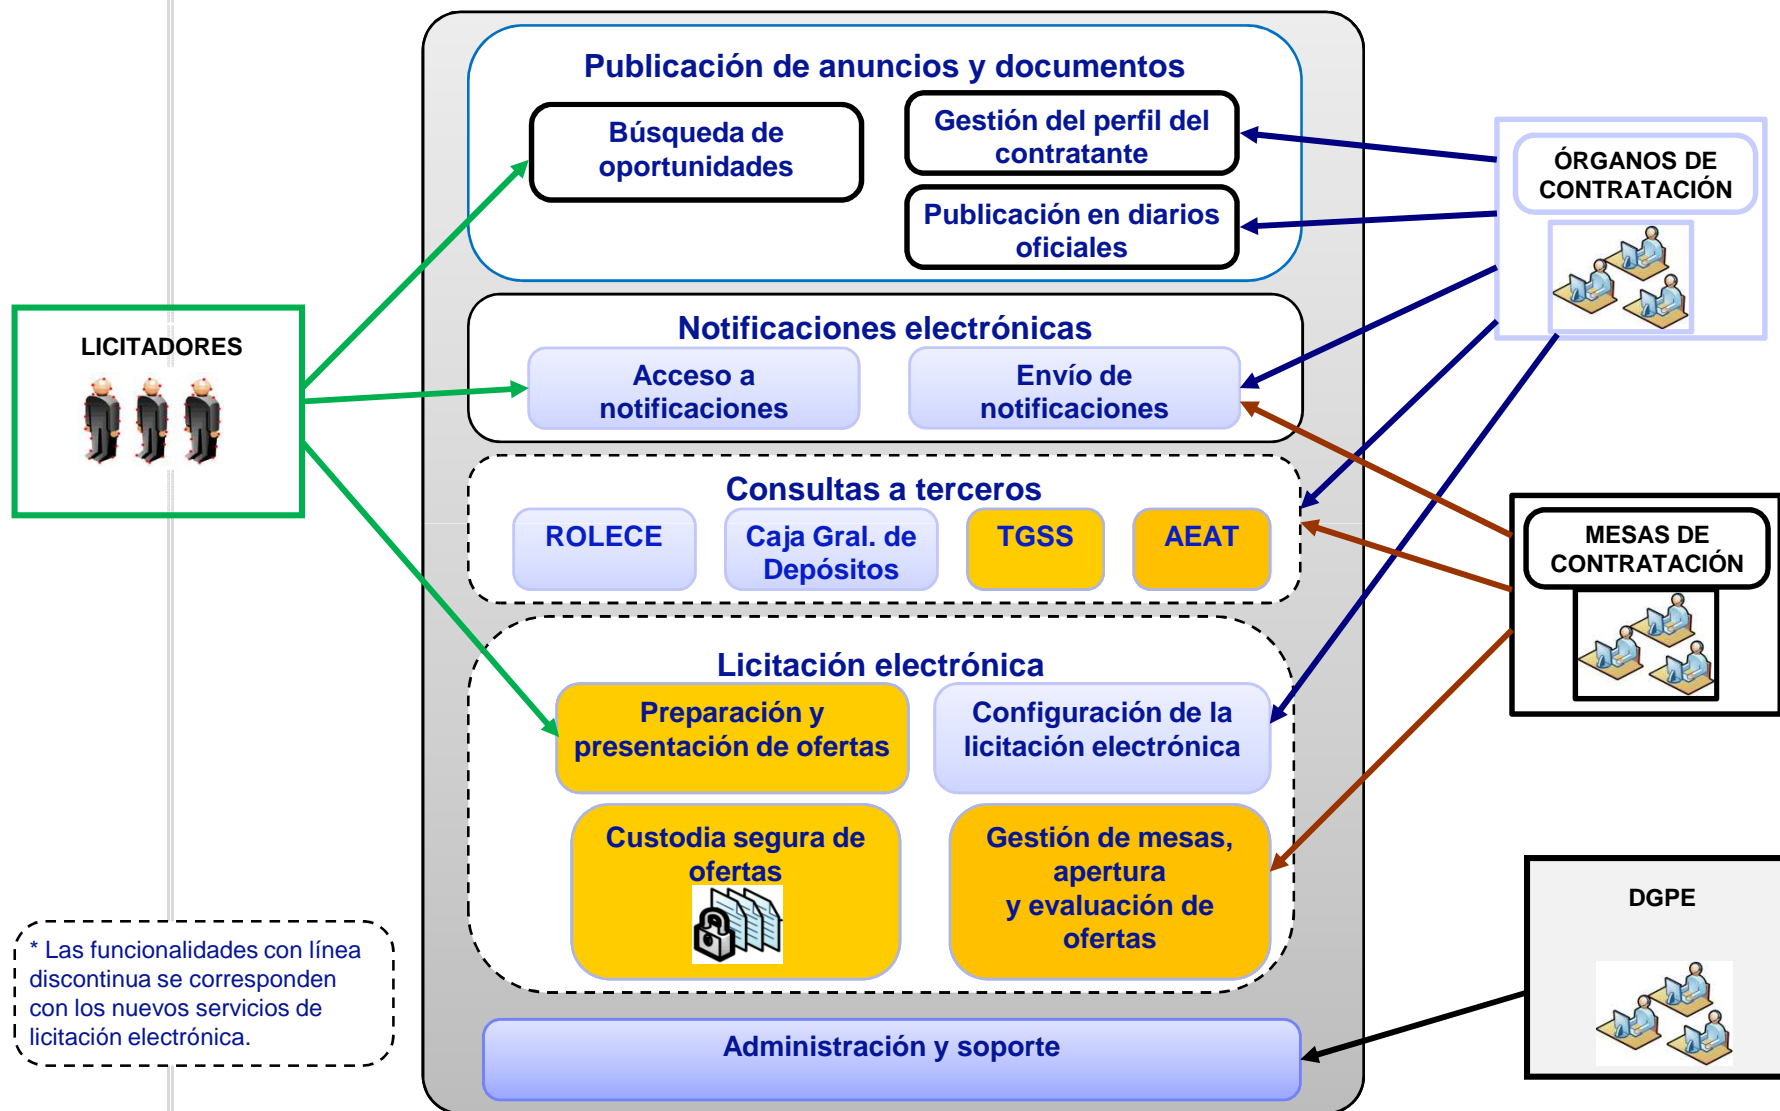 Publicación de anuncios y documentos
Búsqueda de
oportunidades
Gestión del perfil del
contratante
Publicación en diarios
oficiales
ÓRGANOS DE
CONTRATACIÓN
LICITADORES
Notificaciones electrónicas
Acceso a
notificaciones
Envío de
notificaciones
Consultas a terceros
ROLECE
Caja Gral. de
Depósitos
TGSS
AEAT
MESAS DE
CONTRATACIÓN
Licitación electrónica
Preparación y
presentación de ofertas
Configuración de la
licitación electrónica
Custodia segura de
ofertas
Gestión de mesas,
apertura
y evaluación de
ofertas
DGPE
* Las funcionalidades con línea
discontinua se corresponden
con los nuevos servicios de
licitación electrónica.
Administración y soporte